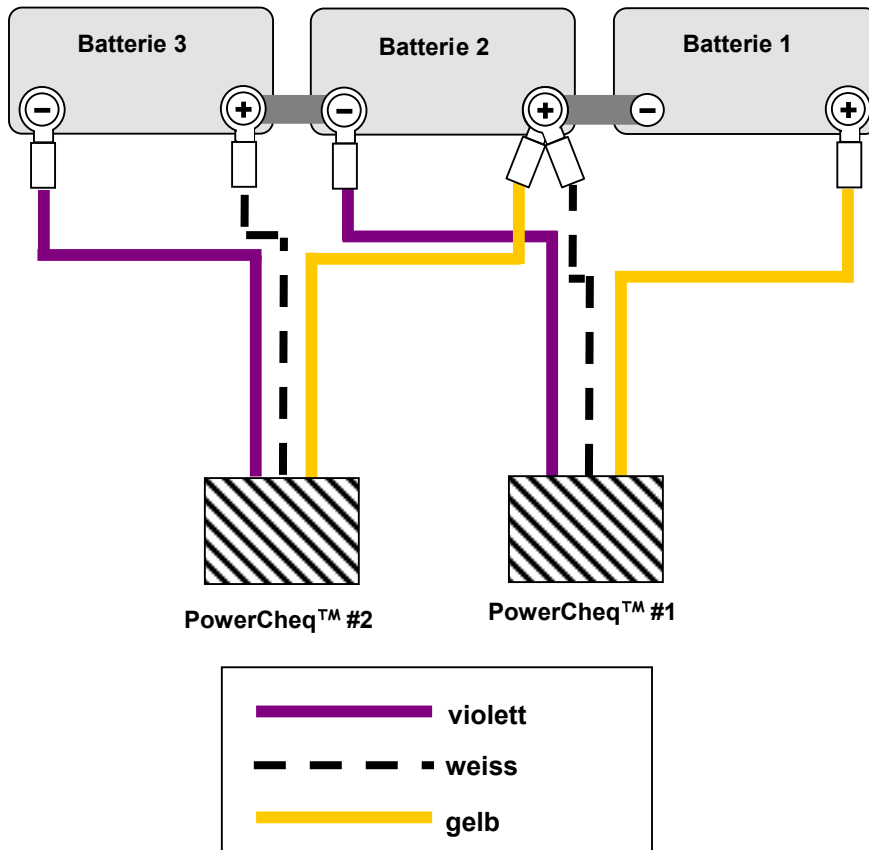 Batterie 3 Batterie 2 Batterie 1
- + - + - +
PowerCheq™ #2 PowerCheq™ #1
violett
weiss
gelb